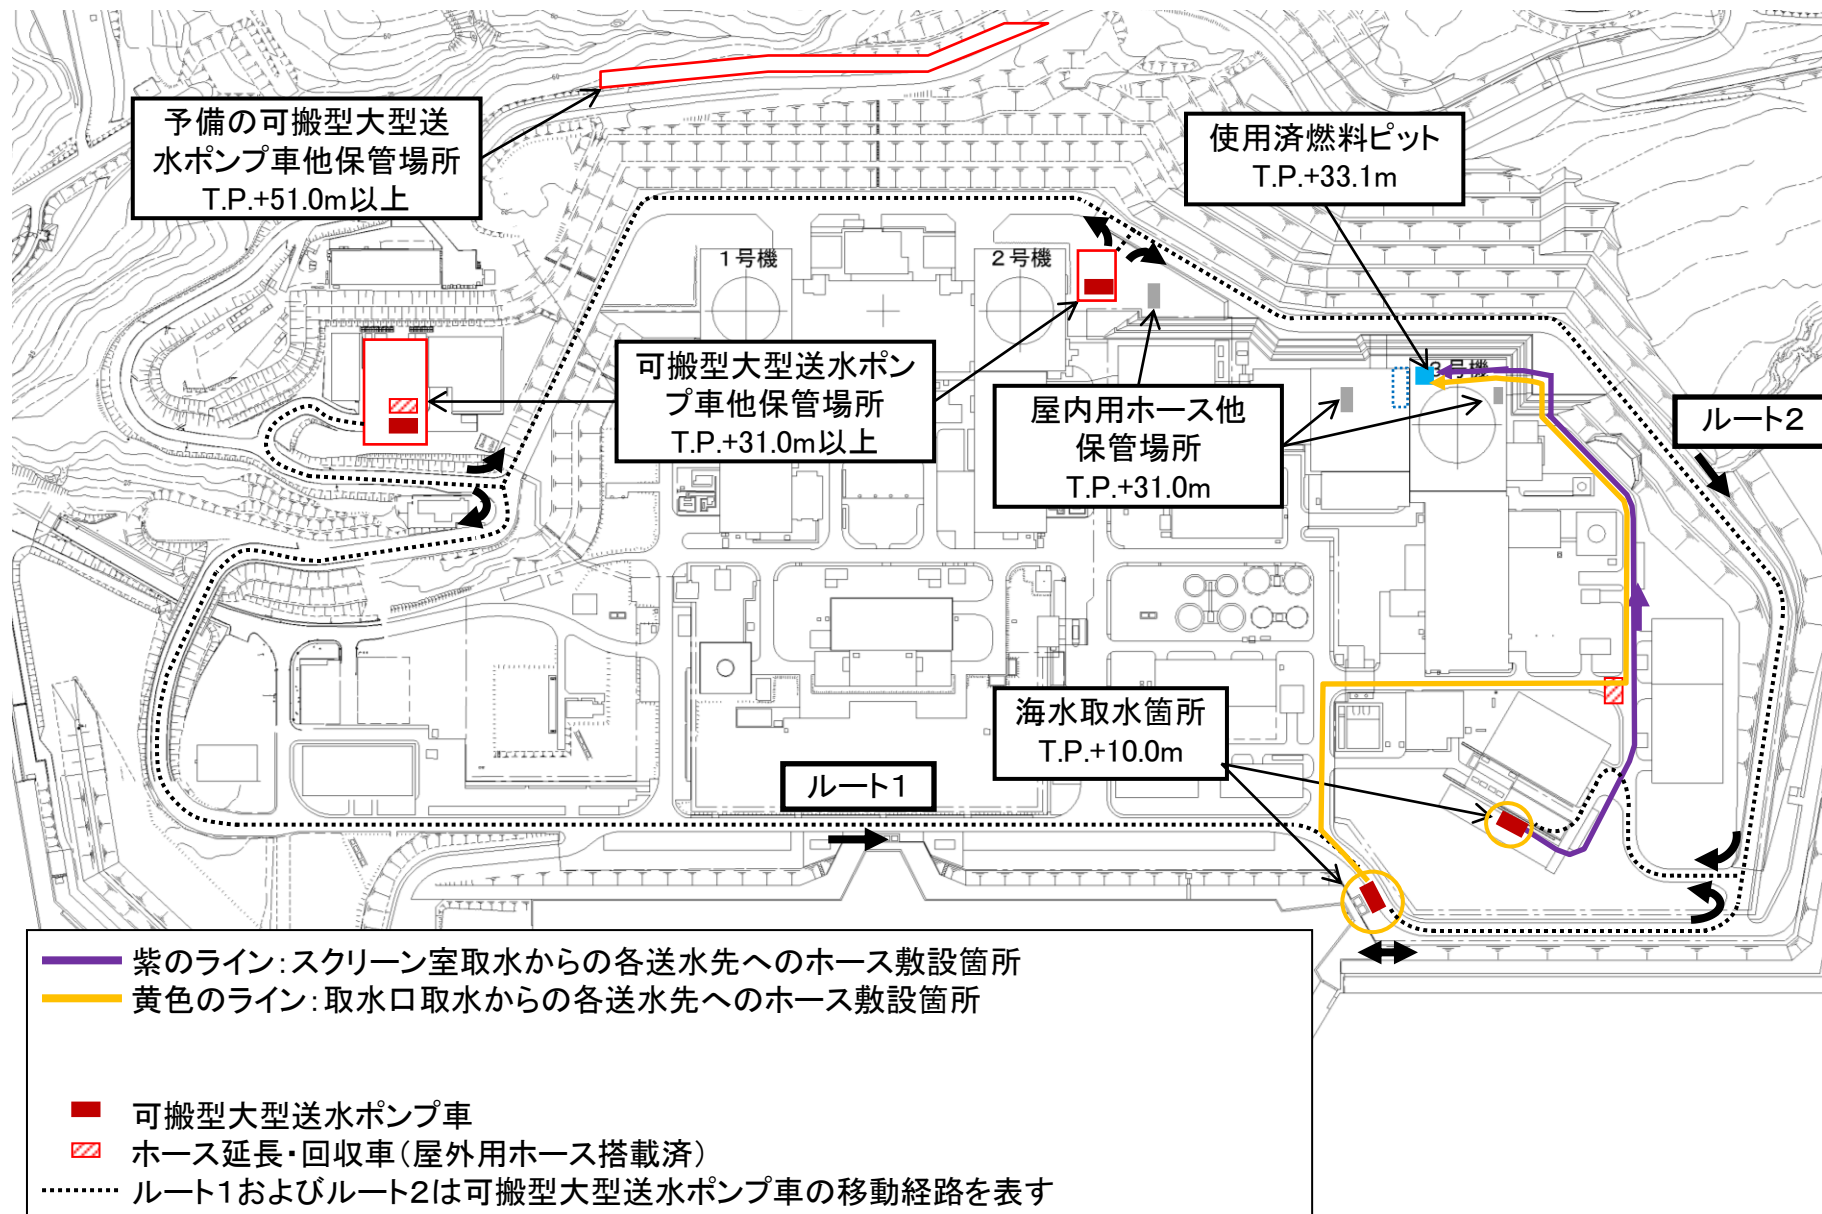 予備の可搬型大型送
水ポンプ車他保管場所
T.P.+51.0m以上
使用済燃料ピット
T.P.+33.1m
1号機
2号機
3号機
可搬型大型送水ポン
プ車他保管場所
T.P.+31.0m以上
屋内用ホース他
保管場所
T.P.+31.0m
ルート2
海水取水箇所
T.P.+10.0m
ルート1
紫のライン:スクリーン室取水からの各送水先へのホース敷設箇所
黄色のライン:取水口取水からの各送水先へのホース敷設箇所
可搬型大型送水ポンプ車
ホース延長・回収車(屋外用ホース搭載済)
ルート1およびルート2は可搬型大型送水ポンプ車の移動経路を表す